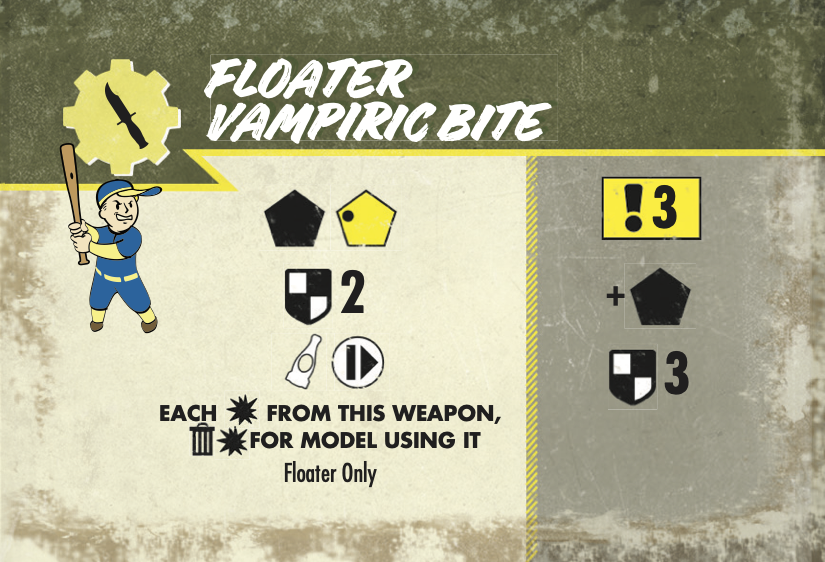 FLOATER
VAMPIRIC BITE
2
EACH FROM THIS WEAPON,
FOR MODEL USING IT
Floater Only
!3
+
3